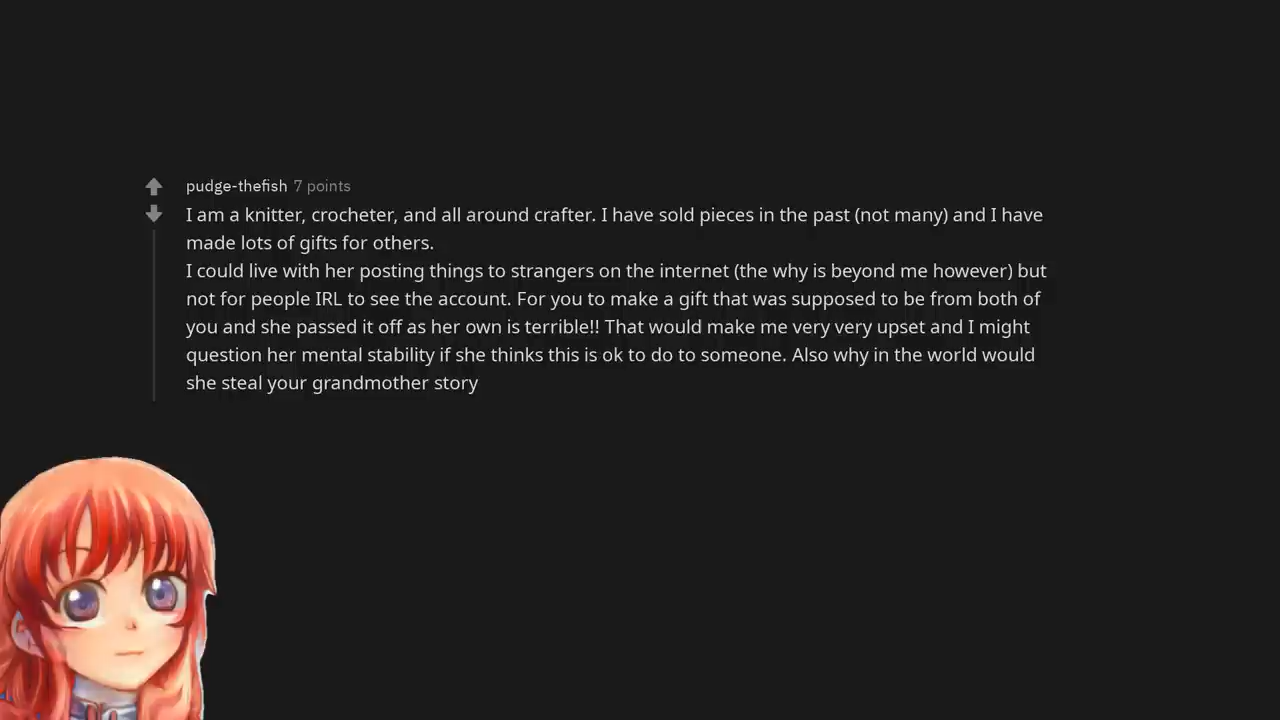 pudge-thefish 7 points
I am a knitter, crocheter, and all around crafter. I have sold pieces in the past (not many) and I have
made lots of gifts for others.
I could live with her posting things to strangers on the internet (the why is beyond me however) but
not for people IRL to see the account. For you to make a gift that was supposed to be from both of
you and she passed it off as her own is terrible!! That would make me very very upset and I might
question her mental stability if she thinks this is ok to do to someone. Also why in the world would
she steal your grandmother story